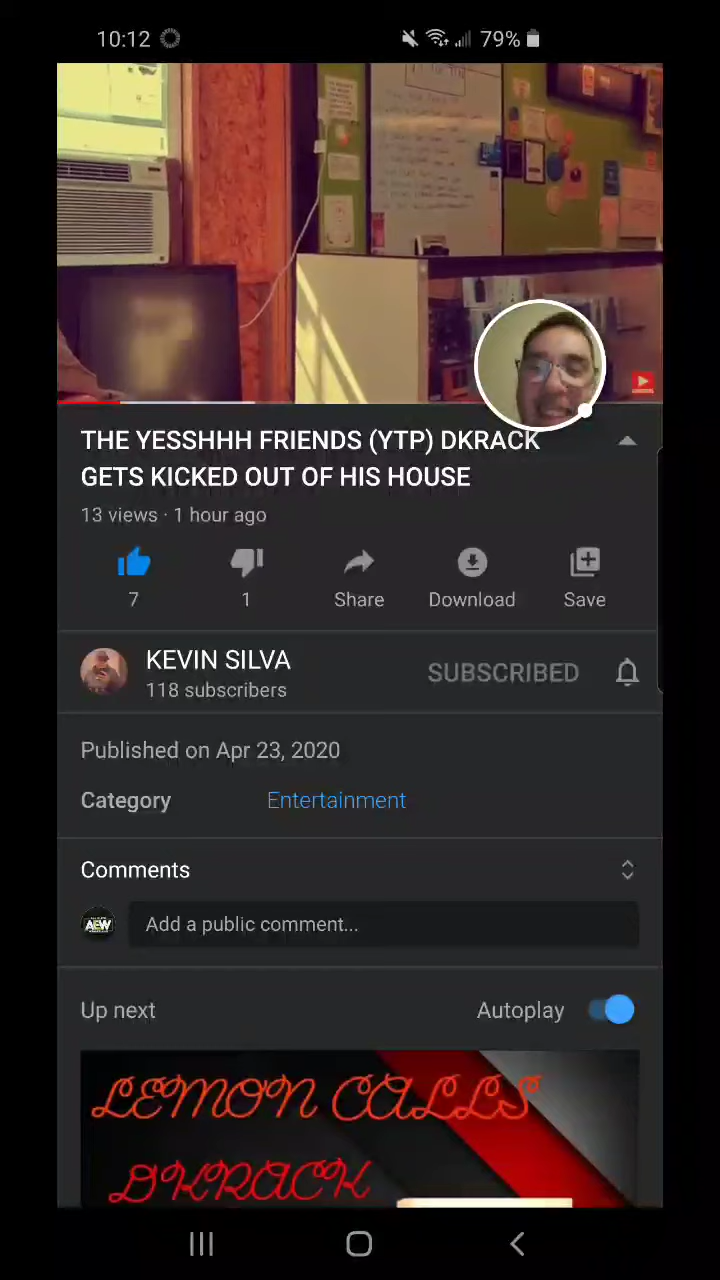 10:12
79%
THE YESSHHH FRIENDS (YTP) DKRACK
GETS KICKED OUT OF HIS HOUSE
13 views · 1 hour ago
7
1
Share
Download
Save
KEVIN SILVA
118 subscribers
SUBSCRIBED
Published on Apr 23, 2020
Category
Entertainment
Comments
AEW
Add a public comment...
Up next
Autoplay
LEMON CALLS
DKRACK